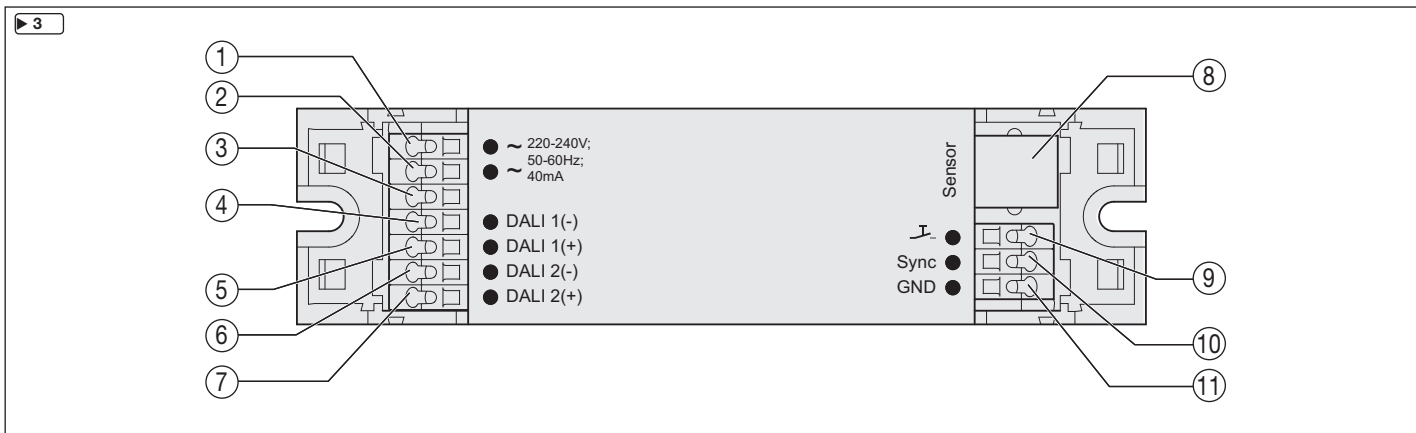 ▶ 3
1
2
3
4
5
6
7
~ 220-240V;
50-60Hz;
~ 40mA
DALI 1(-)
DALI 1(+)
DALI 2(-)
DALI 2(+)
Sensor
Sync
GND
8
9
10
11